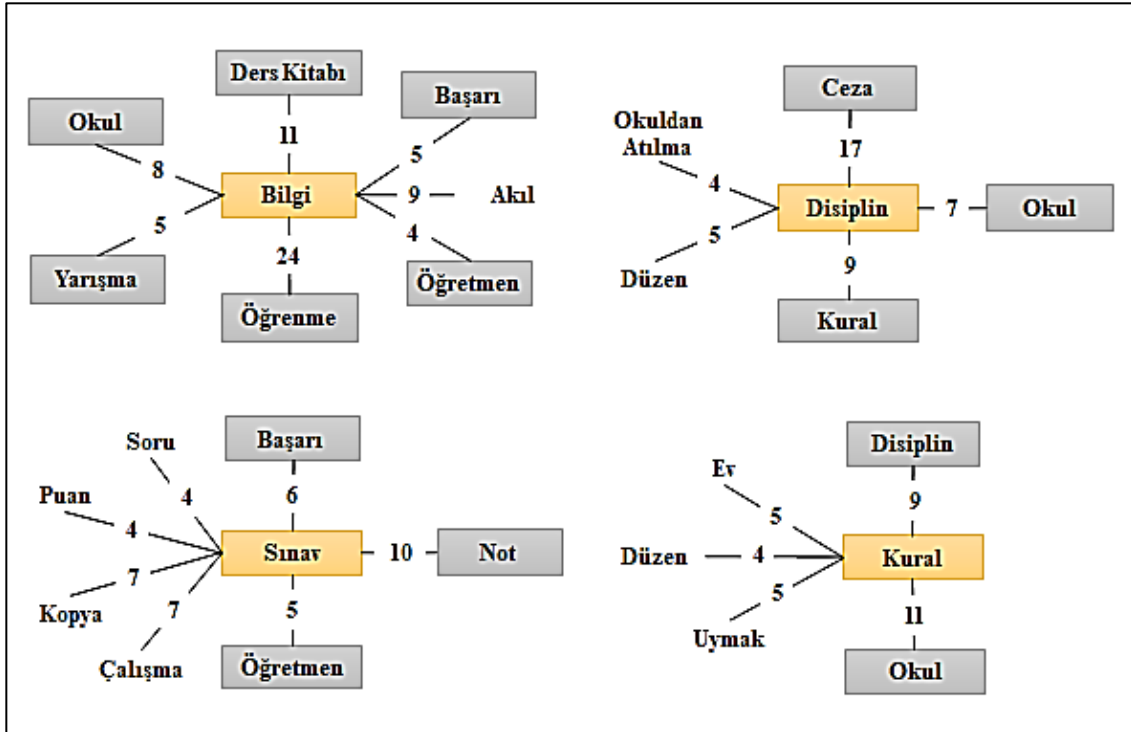 Ders Kitabı
Başarı
Okul
11
5
8
Bilgi
9
Akıl
5
4
24
Yarışma
Öğretmen
Öğrenme
Ceza
Okuldan
Atılma
17
4
Disiplin
7
Okul
5
9
Düzen
Kural
Başarı
Soru
6
4
Puan
4
Sınav
10
Not
7
7
5
Kopya
Çalışma
Öğretmen
Disiplin
Ev
9
5
Düzen
4
Kural
5
11
Uymak
Okul